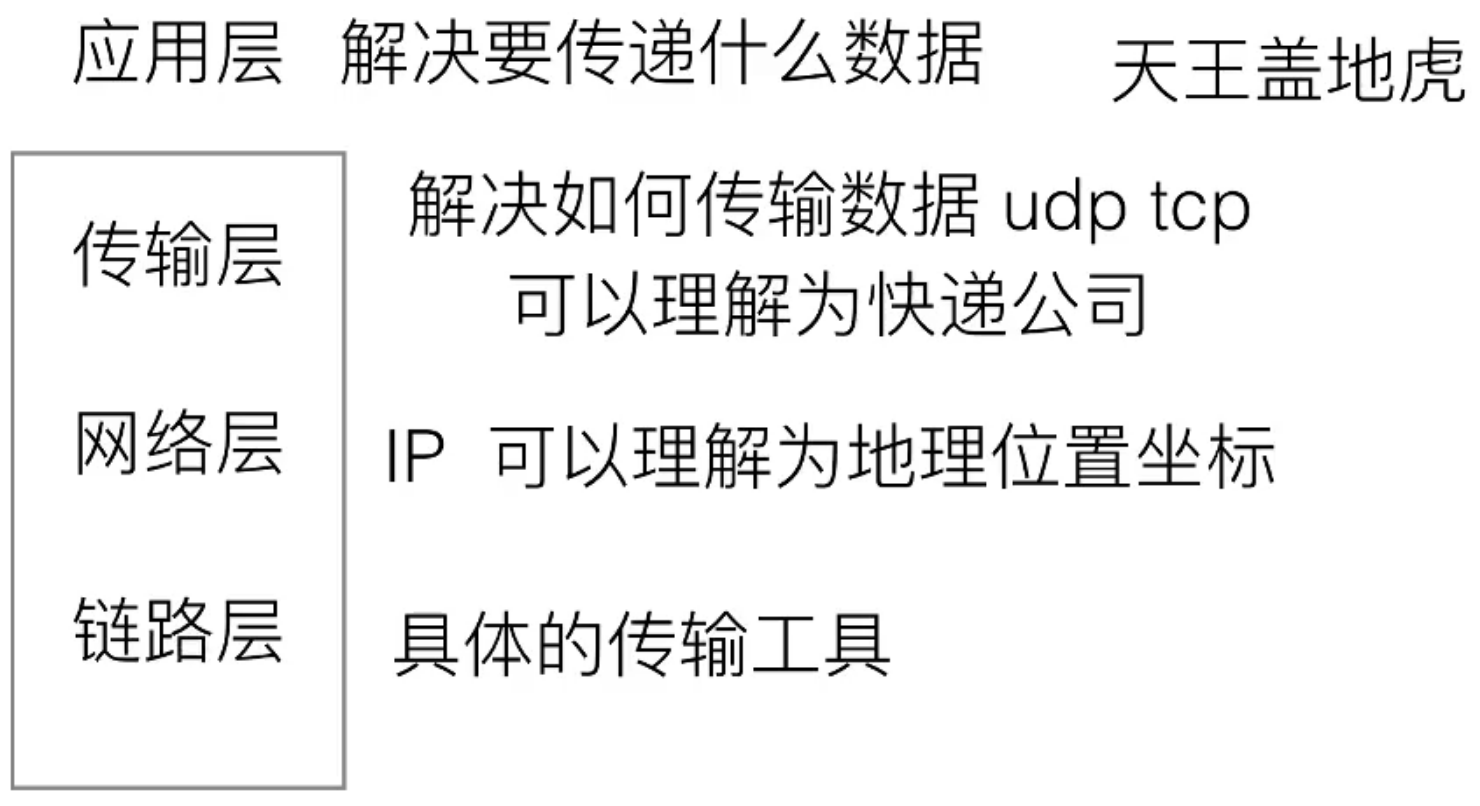 应用层 解决要传递什么数据 天王盖地虎
传输层 解决如何传输数据 udp tcp
可以理解为快递公司
网络层 IP 可以理解为地理位置坐标
链路层 具体的传输工具